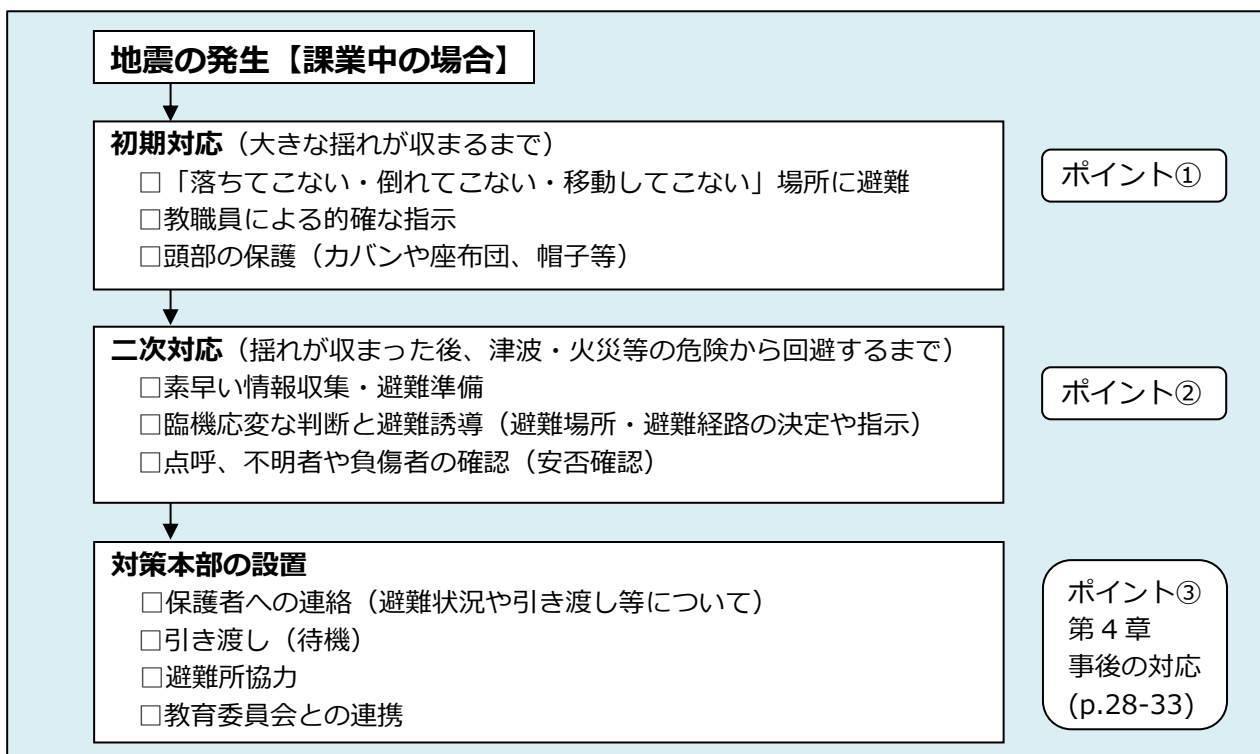 地震の発生【課業中の場合】
初期対応（大きな揺れが収まるまで）
□「落ちてこない・倒れてこない・移動してこない」場所に避難
□教職員による的確な指示
□頭部の保護（カバンや座布団、帽子等）
ポイント①
二次対応（揺れが収まった後、津波・火災等の危険から回避するまで）
□素早い情報収集・避難準備
□臨機応変な判断と避難誘導（避難場所・避難経路の決定や指示）
□点呼、不明者や負傷者の確認（安否確認）
ポイント②
対策本部の設置
□保護者への連絡（避難状況や引き渡し等について）
□引き渡し（待機）
□避難所協力
□教育委員会との連携
ポイント③
第４章
事後の対応
(p.28-33)